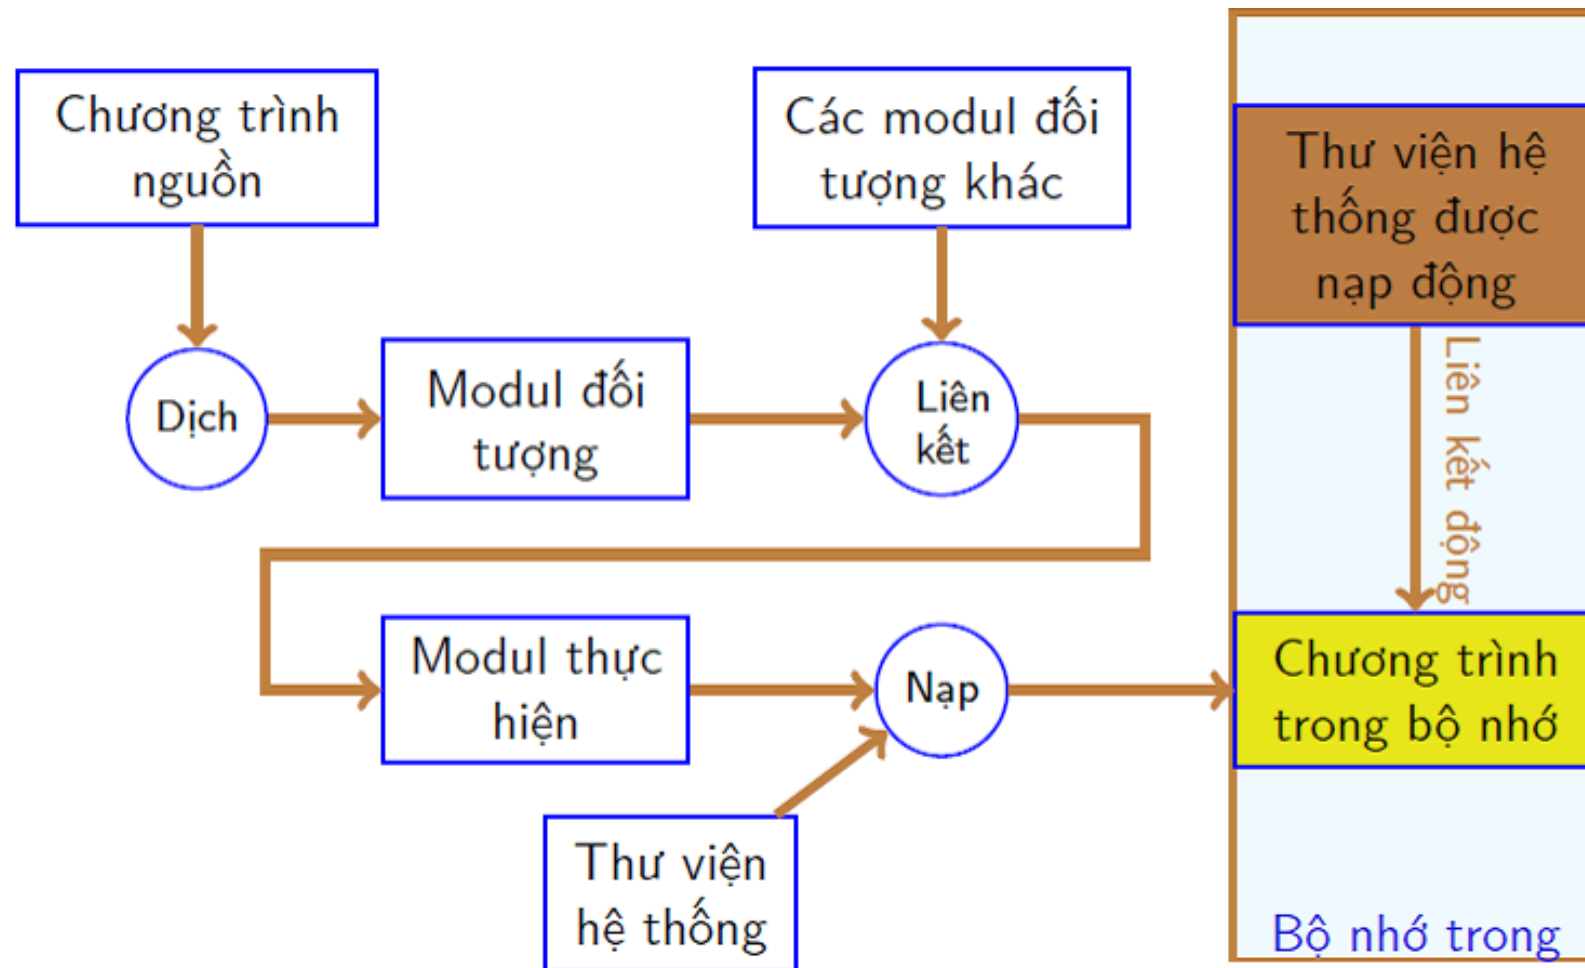 Chương trình
nguồn
Các modul đối
tượng khác
Thư viện hệ
thống được
nạp động
Dịch
Modul đối
tượng
Liên
kết
Liên kết động
Modul thực
hiện
Nạp
Chương trình
trong bộ nhớ
Thư viện
hệ thống
Bộ nhớ trong